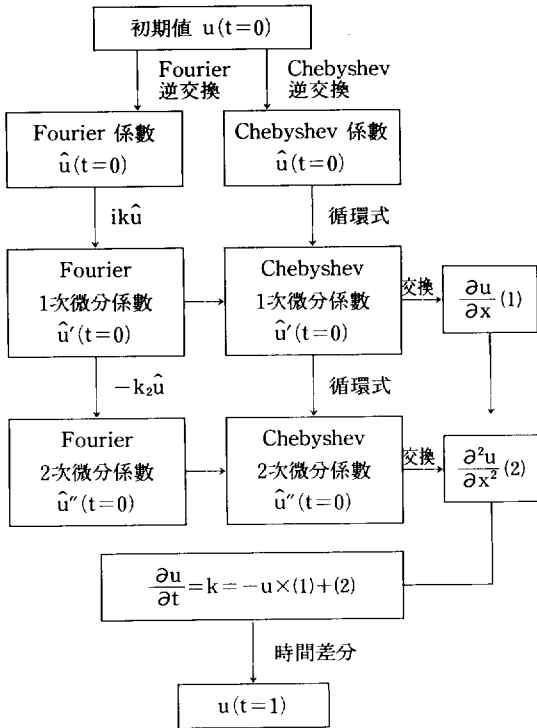 初期値 u(t=0)
Fourier
逆交換
Chebyshev
逆交換
Fourier 係數
û(t=0)
Chebyshev 係數
û(t=0)
ikû
循環式
Fourier
1次微分係數
û′(t=0)
Chebyshev
1次微分係數
û′(t=0)
交換
∂u/∂x (1)
−k₂û
循環式
Fourier
2次微分係數
û″(t=0)
Chebyshev
2次微分係數
û″(t=0)
交換
∂²u/∂x² (2)
∂u/∂t=k=−u×(1)+(2)
時間差分
u(t=1)